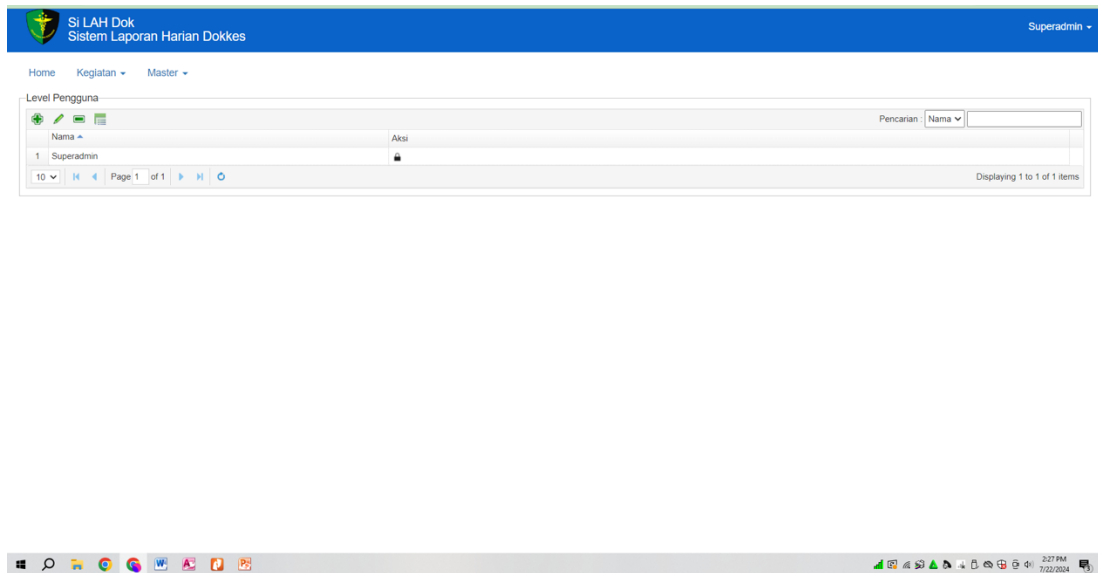 Si LAH Dok
Sistem Laporan Harian Dokkes
Superadmin
Home Kegiatan Master
Level Pengguna
Pencarian : Nama
Nama Aksi
1 Superadmin
10 Page 1 of 1 Displaying 1 to 1 of 1 items
2:27 PM
7/22/2024